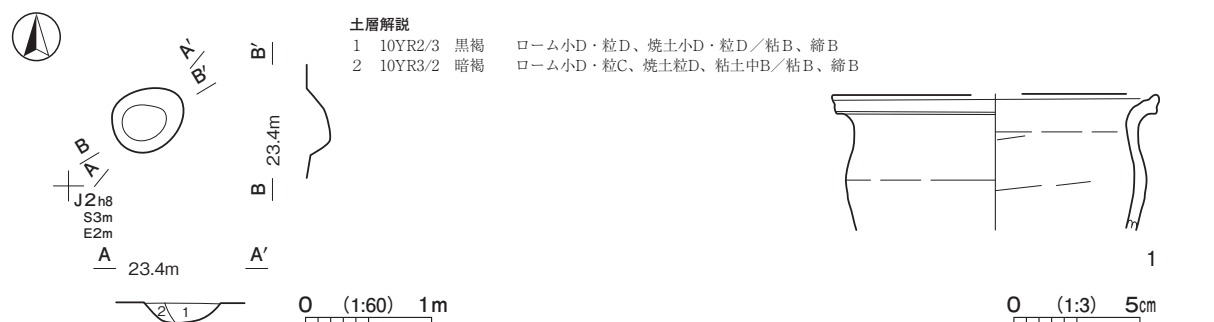 土層解説
1 10YR2/3 黒褐 ローム小D・粒D、焼土小D・粒D／粘B、締B
2 10YR3/2 暗褐 ローム小D・粒C、焼土粒D、粘土中B／粘B、締B
A′
B′
B′
B
A
23.4m
B
J2h8
S3m
E2m
A 23.4m A′
2 1
0 (1:60) 1m
1
0 (1:3) 5cm